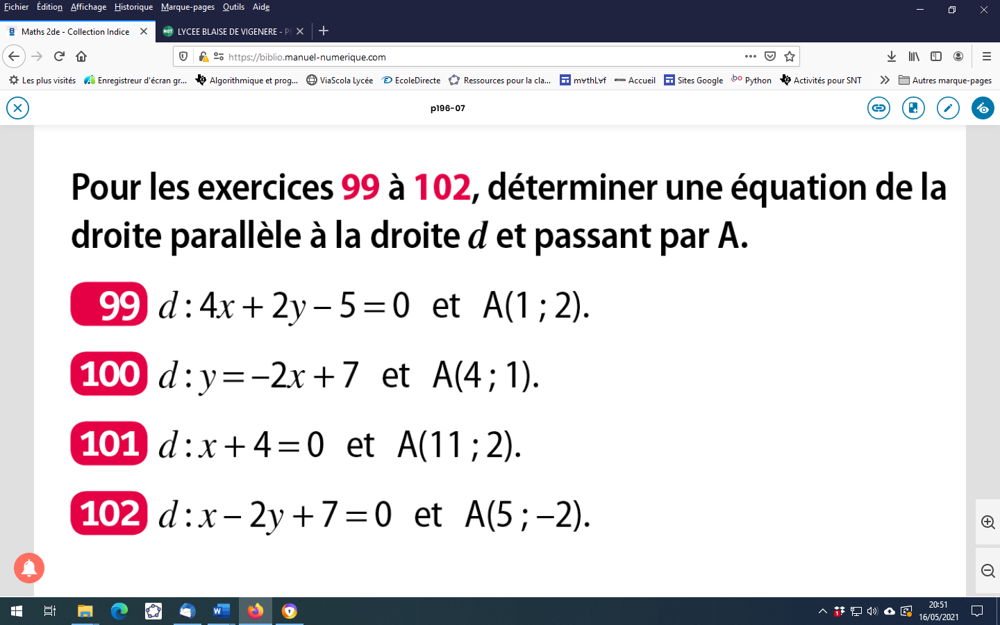 Fichier Édition Affichage Historique Marque-pages Outils Aide
Maths 2de - Collection Indice LYCEE BLAISE DE VIGENERE - P
https://biblio.manuel-numerique.com
Les plus visités Enregistreur d'écran gr... Algorithmique et prog... ViaScola Lycée EcoleDirecte Ressources pour la cla... m∀thL∀f Accueil Sites Google Python Activités pour SNT Autres marque-pages
p196-07
Pour les exercices 99 à 102, déterminer une équation de la
droite parallèle à la droite d et passant par A.
99 d : 4x + 2y – 5 = 0 et A(1 ; 2).
100 d : y = –2x + 7 et A(4 ; 1).
101 d : x + 4 = 0 et A(11 ; 2).
102 d : x – 2y + 7 = 0 et A(5 ; –2).
20:51
16/05/2021